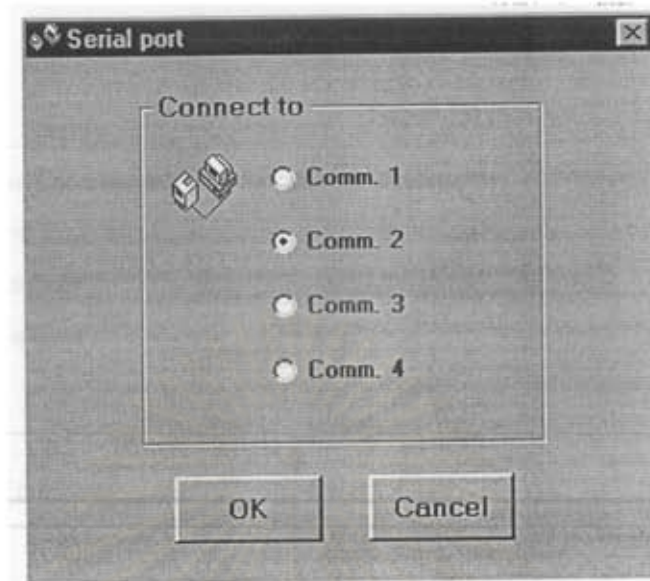 Serial port
Connect to
Comm. 1
Comm. 2
Comm. 3
Comm. 4
OK
Cancel